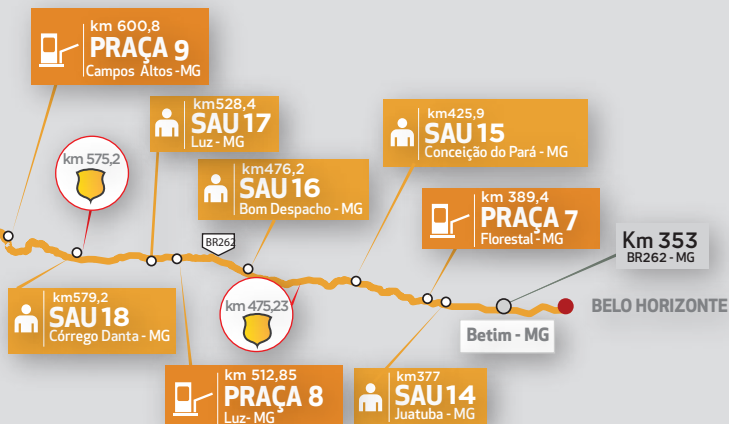 km 600,8
PRAÇA 9
Campos Altos-MG
km528,4
SAU 17
Luz - MG
km 575,2
km425,9
SAU 15
Conceição do Pará - MG
km476,2
SAU 16
Bom Despacho - MG
km 389,4
PRAÇA 7
Florestal - MG
BR262
Km 353
BR262 - MG
km579,2
SAU 18
Córrego Danta - MG
km 475,23
BELO HORIZONTE
Betim - MG
km 512,85
PRAÇA 8
Luz- MG
km377
SAU 14
Juatuba - MG